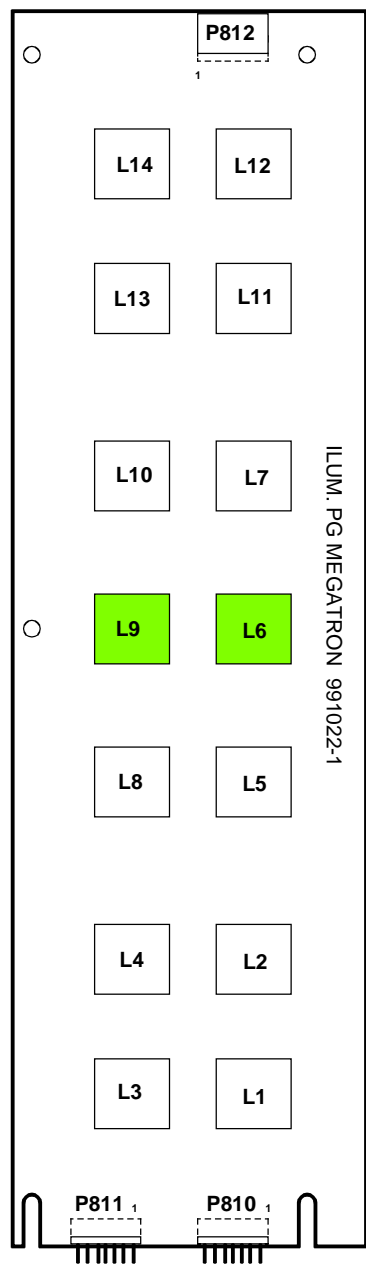 P812
1
L14 L12
L13 L11
L10 L7
ILUM. PG MEGATRON 991022-1
L9 L6
L8 L5
L4 L2
L3 L1
P811 1 P810 1